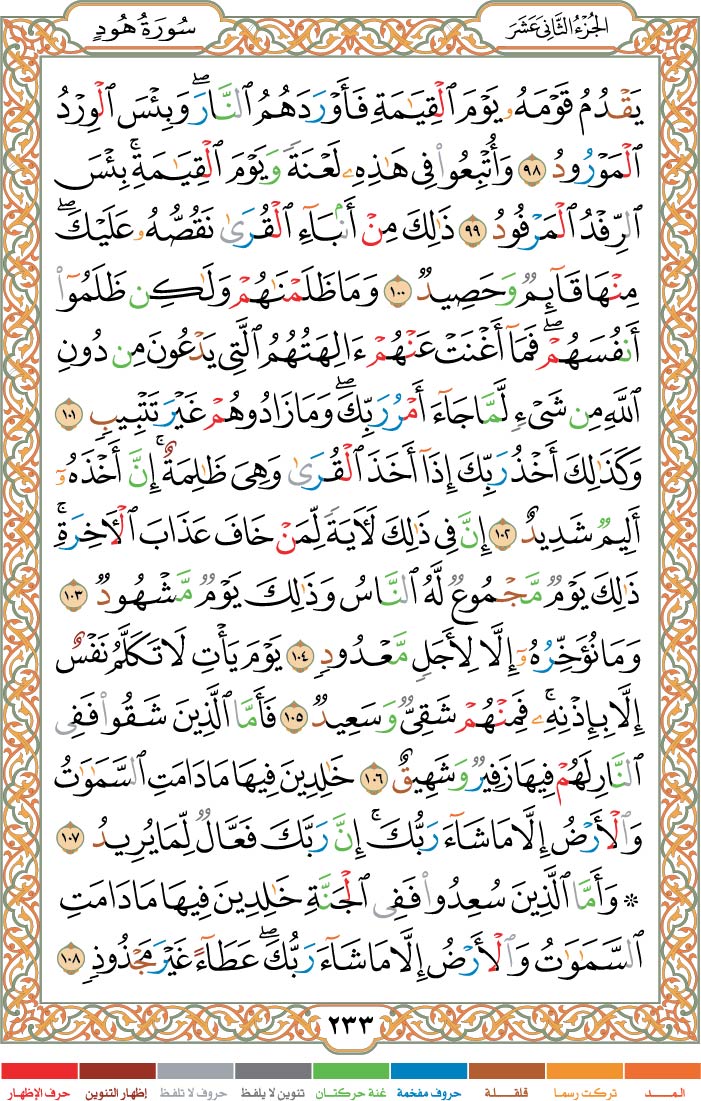 الجُزْءُ الثَّانِىَ عَشَرَ
سُورَةُ هُودٍ
يَقْدُمُ قَوْمَهُۥ يَوْمَ ٱلْقِيَٰمَةِ فَأَوْرَدَهُمُ ٱلنَّارَ ۖ وَبِئْسَ ٱلْوِرْدُ
ٱلْمَوْرُودُ ٩٨ وَأُتْبِعُوا۟ فِى هَٰذِهِۦ لَعْنَةً وَيَوْمَ ٱلْقِيَٰمَةِ ۚ بِئْسَ
ٱلرِّفْدُ ٱلْمَرْفُودُ ٩٩ ذَٰلِكَ مِنْ أَنۢبَآءِ ٱلْقُرَىٰ نَقُصُّهُۥ عَلَيْكَ ۖ
مِنْهَا قَآئِمٌ وَحَصِيدٌ ١٠٠ وَمَا ظَلَمْنَٰهُمْ وَلَٰكِن ظَلَمُوٓا۟
أَنفُسَهُمْ ۖ فَمَآ أَغْنَتْ عَنْهُمْ ءَالِهَتُهُمُ ٱلَّتِى يَدْعُونَ مِن دُونِ
ٱللَّهِ مِن شَىْءٍ لَّمَّا جَآءَ أَمْرُ رَبِّكَ ۖ وَمَا زَادُوهُمْ غَيْرَ تَتْبِيبٍ ١٠١
وَكَذَٰلِكَ أَخْذُ رَبِّكَ إِذَآ أَخَذَ ٱلْقُرَىٰ وَهِىَ ظَٰلِمَةٌ ۚ إِنَّ أَخْذَهُۥٓ
أَلِيمٌ شَدِيدٌ ١٠٢ إِنَّ فِى ذَٰلِكَ لَءَايَةً لِّمَنْ خَافَ عَذَابَ ٱلْءَاخِرَةِ ۚ
ذَٰلِكَ يَوْمٌ مَّجْمُوعٌ لَّهُ ٱلنَّاسُ وَذَٰلِكَ يَوْمٌ مَّشْهُودٌ ١٠٣
وَمَا نُؤَخِّرُهُۥٓ إِلَّا لِأَجَلٍ مَّعْدُودٍ ١٠٤ يَوْمَ يَأْتِ لَا تَكَلَّمُ نَفْسٌ
إِلَّا بِإِذْنِهِۦ ۚ فَمِنْهُمْ شَقِىٌّ وَسَعِيدٌ ١٠٥ فَأَمَّا ٱلَّذِينَ شَقُوا۟ فَفِى
ٱلنَّارِ لَهُمْ فِيهَا زَفِيرٌ وَشَهِيقٌ ١٠٦ خَٰلِدِينَ فِيهَا مَا دَامَتِ ٱلسَّمَٰوَٰتُ
وَٱلْأَرْضُ إِلَّا مَا شَآءَ رَبُّكَ ۚ إِنَّ رَبَّكَ فَعَّالٌ لِّمَا يُرِيدُ ١٠٧
۞ وَأَمَّا ٱلَّذِينَ سُعِدُوا۟ فَفِى ٱلْجَنَّةِ خَٰلِدِينَ فِيهَا مَا دَامَتِ
ٱلسَّمَٰوَٰتُ وَٱلْأَرْضُ إِلَّا مَا شَآءَ رَبُّكَ ۖ عَطَآءً غَيْرَ مَجْذُوذٍ ١٠٨
٢٣٣
المــد تركت رسما قلقلة حروف مفخمة غنة حركتان تنوين لا يلفظ حروف لا تلفظ إظهار التنوين حرف الإظهار